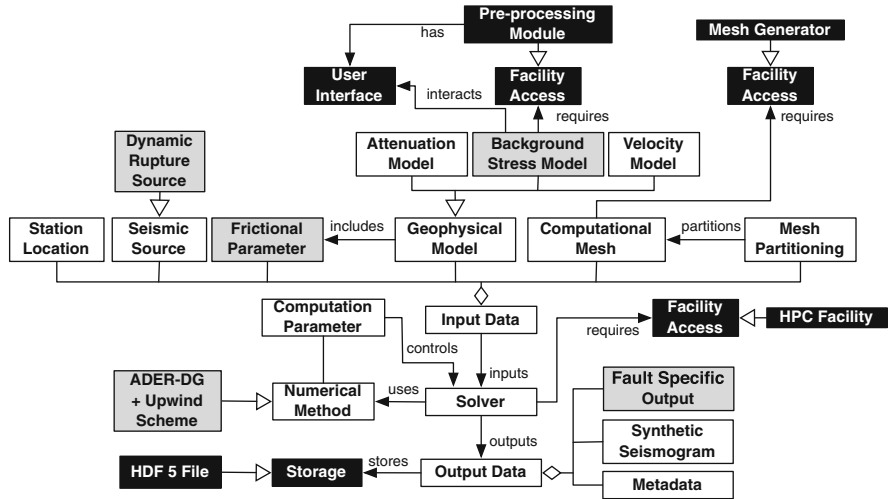 Pre-processing
Module
Mesh Generator
has
User
Interface
interacts
Facility
Access
requires
Facility
Access
requires
Dynamic
Rupture
Source
Attenuation
Model
Background
Stress Model
Velocity
Model
Station
Location
Seismic
Source
Frictional
Parameter
includes
Geophysical
Model
Computational
Mesh
partitions
Mesh
Partitioning
Computation
Parameter
Input Data
Facility
Access
HPC Facility
requires
controls
inputs
ADER-DG
+ Upwind
Scheme
Numerical
Method
uses
Solver
Fault Specific
Output
outputs
Synthetic
Seismogram
HDF 5 File
Storage
stores
Output Data
Metadata